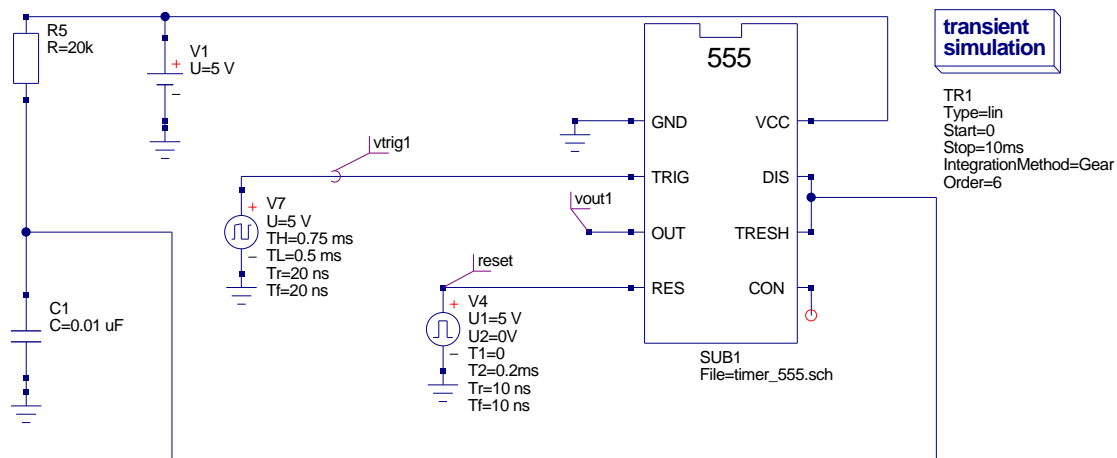 R5
R=20k
V1
U=5 V
+
−
555
GND
TRIG
OUT
RES
VCC
DIS
TRESH
CON
SUB1
File=timer_555.sch
vtrig1
V7
U=5 V
TH=0.75 ms
TL=0.5 ms
Tr=20 ns
Tf=20 ns
+
−
vout1
reset
V4
U1=5 V
U2=0V
T1=0
T2=0.2ms
Tr=10 ns
Tf=10 ns
+
−
C1
C=0.01 uF
transient
simulation
TR1
Type=lin
Start=0
Stop=10ms
IntegrationMethod=Gear
Order=6